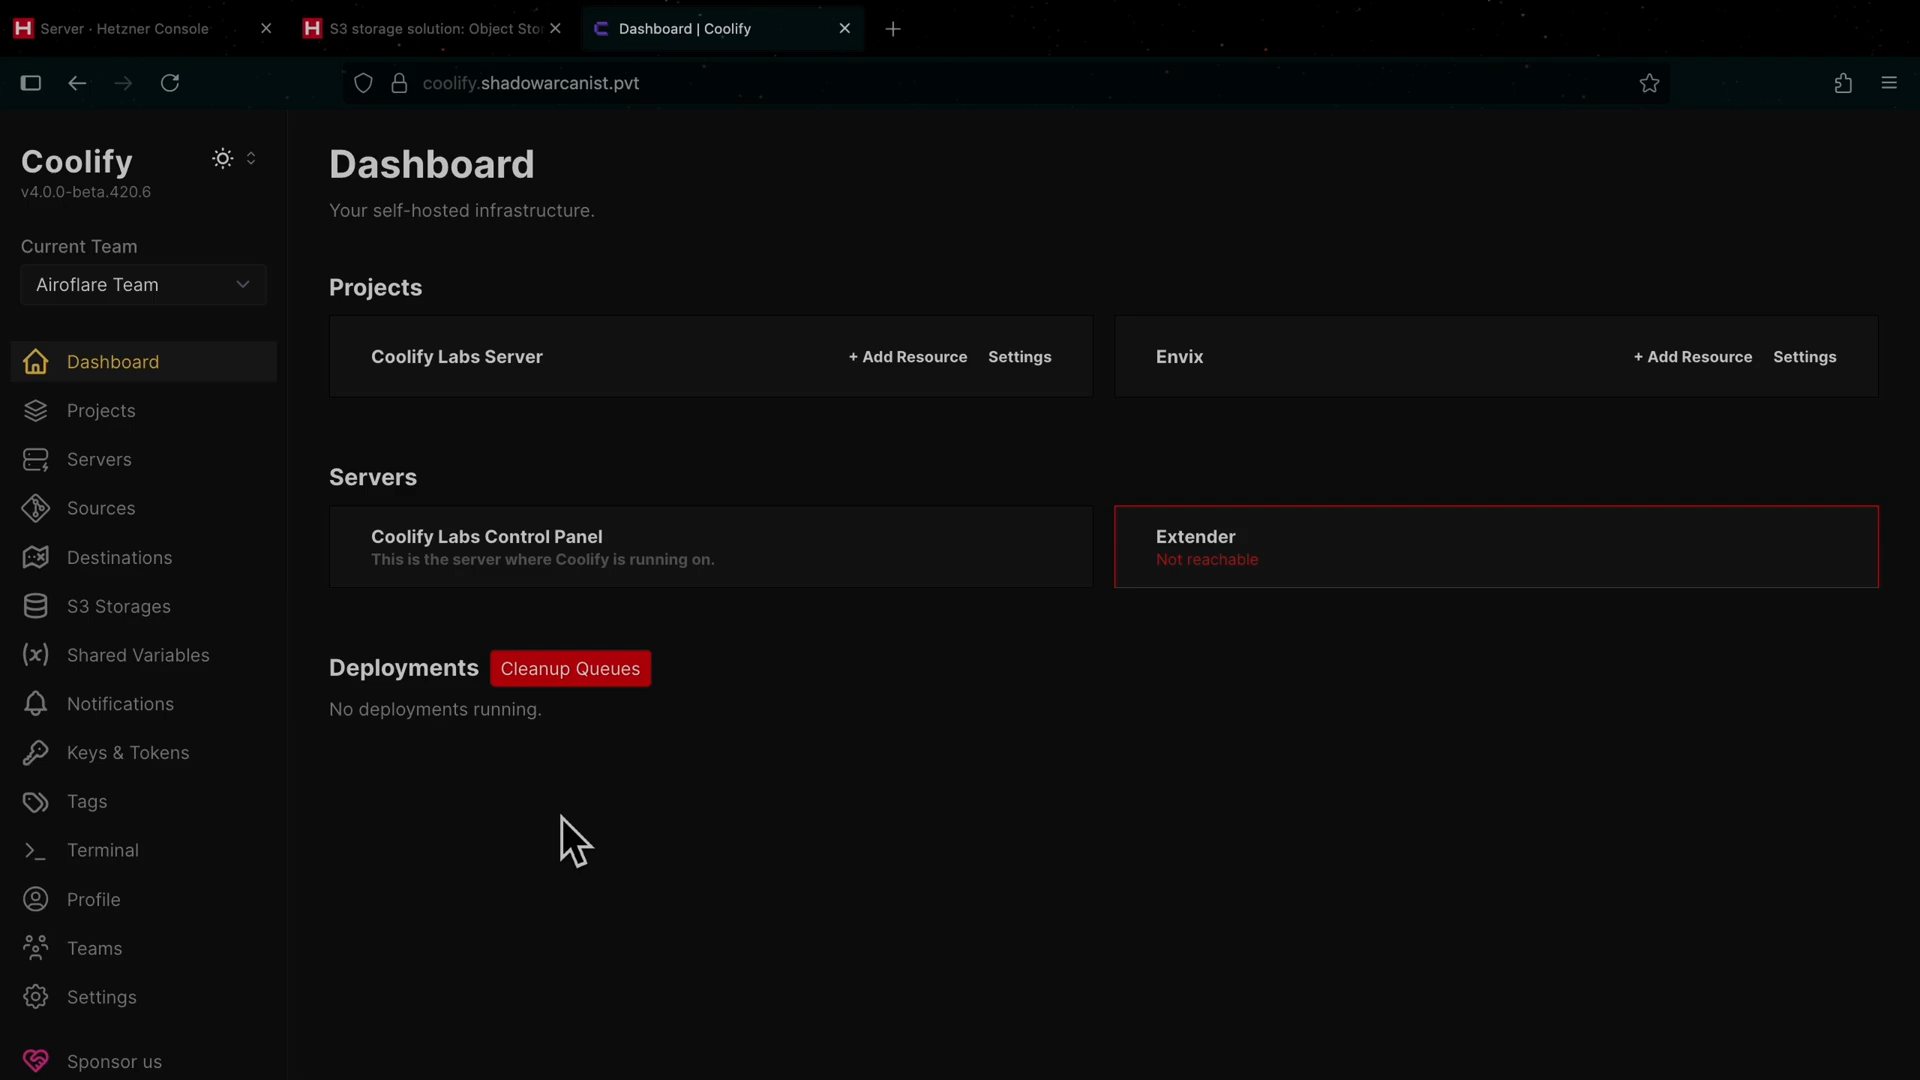 Server · Hetzner Console
S3 storage solution: Object Stor
Dashboard | Coolify
coolify.shadowarcanist.pvt
Coolify
v4.0.0-beta.420.6
Current Team
Airoflare Team
Dashboard
Projects
Servers
Sources
Destinations
S3 Storages
Shared Variables
Notifications
Keys & Tokens
Tags
Terminal
Profile
Teams
Settings
Sponsor us
Dashboard
Your self-hosted infrastructure.
Projects
Coolify Labs Server
+ Add Resource
Settings
Envix
+ Add Resource
Settings
Servers
Coolify Labs Control Panel
This is the server where Coolify is running on.
Extender
Not reachable
Deployments
Cleanup Queues
No deployments running.